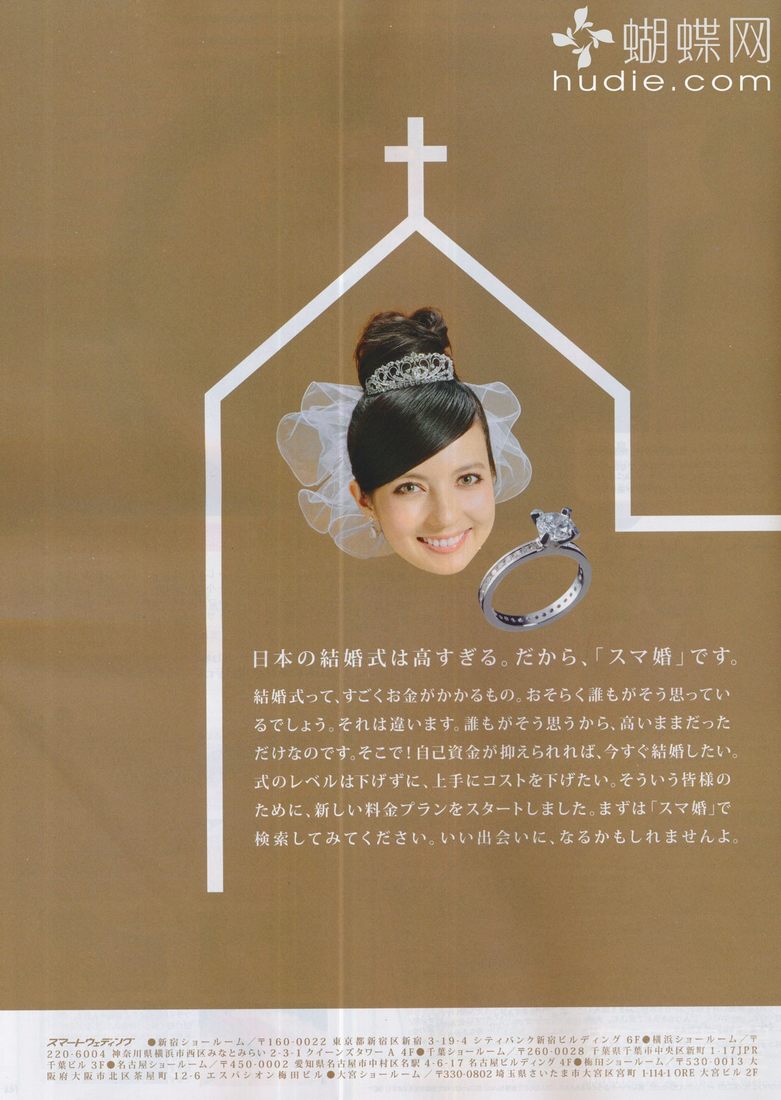 蝴蝶网
hudie.com
日本の結婚式は高すぎる。だから、「スマ婚」です。
結婚式って、すごくお金がかかるもの。おそらく誰もがそう思ってい
るでしょう。それは違います。誰もがそう思うから、高いままだった
だけなのです。そこで！自己資金が抑えられれば、今すぐ結婚したい。
式のレベルは下げずに、上手にコストを下げたい。そういう皆様の
ために、新しい料金プランをスタートしました。まずは「スマ婚」で
検索してみてください。いい出会いに、なるかもしれませんよ。
スマートウェディング ●新宿ショールーム／〒160-0022 東京都新宿区新宿 3-19-4 シティバンク新宿ビルディング 6F●横浜ショールーム／〒
220-6004 神奈川県横浜市西区みなとみらい 2-3-1 クイーンズタワー A 4F●千葉ショールーム／〒260-0028 千葉県千葉市中央区新町 1-17JPR
千葉ビル 3F●名古屋ショールーム／〒450-0002 愛知県名古屋市中村区名駅 4-6-17 名古屋ビルディング 4F●梅田ショールーム／〒530-0013 大
阪府大阪市北区茶屋町 12-6 エスパシオン梅田ビル●大宮ショールーム／〒330-0802 埼玉県さいたま市大宮区宮町 1-114-1 ORE 大宮ビル 2F